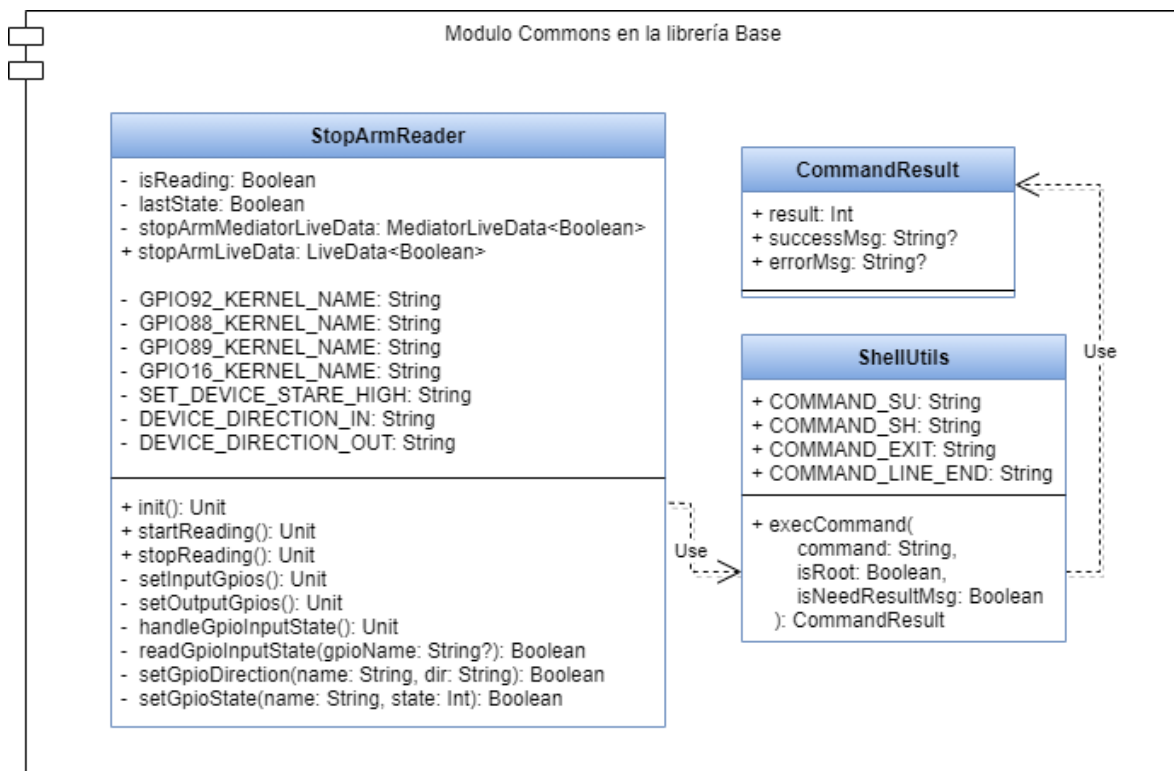 Modulo Commons en la librería Base
StopArmReader
- isReading: Boolean
- lastState: Boolean
- stopArmMediatorLiveData: MediatorLiveData<Boolean>
+ stopArmLiveData: LiveData<Boolean>
- GPIO92_KERNEL_NAME: String
- GPIO88_KERNEL_NAME: String
- GPIO89_KERNEL_NAME: String
- GPIO16_KERNEL_NAME: String
- SET_DEVICE_STARE_HIGH: String
- DEVICE_DIRECTION_IN: String
- DEVICE_DIRECTION_OUT: String
+ init(): Unit
+ startReading(): Unit
+ stopReading(): Unit
- setInputGpios(): Unit
- setOutputGpios(): Unit
- handleGpioInputState(): Unit
- readGpioInputState(gpioName: String?): Boolean
- setGpioDirection(name: String, dir: String): Boolean
- setGpioState(name: String, state: Int): Boolean
Use
CommandResult
+ result: Int
+ successMsg: String?
+ errorMsg: String?
Use
ShellUtils
+ COMMAND_SU: String
+ COMMAND_SH: String
+ COMMAND_EXIT: String
+ COMMAND_LINE_END: String
+ execCommand(
command: String,
isRoot: Boolean,
isNeedResultMsg: Boolean
): CommandResult